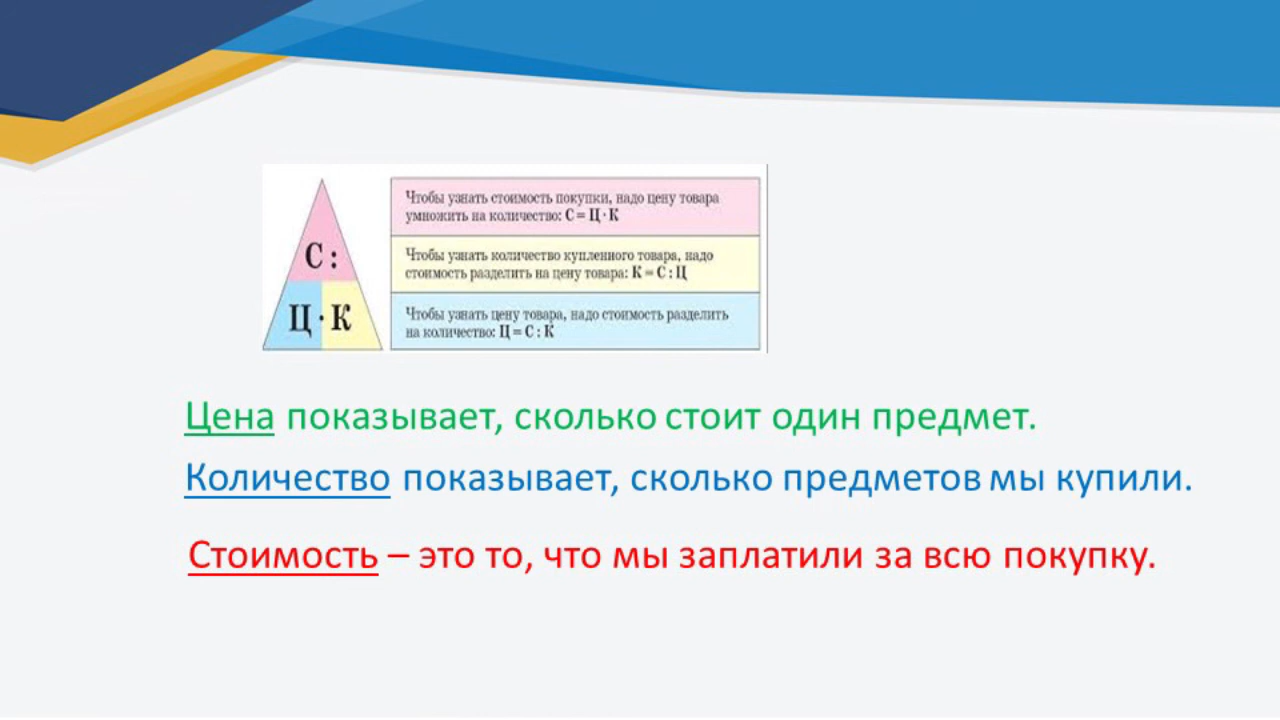 С :
Ц · К
Чтобы узнать стоимость покупки, надо цену товара
умножить на количество: С = Ц · К
Чтобы узнать количество купленного товара, надо
стоимость разделить на цену товара: К = С : Ц
Чтобы узнать цену товара, надо стоимость разделить
на количество: Ц = С : К
Цена показывает, сколько стоит один предмет.
Количество показывает, сколько предметов мы купили.
Стоимость – это то, что мы заплатили за всю покупку.